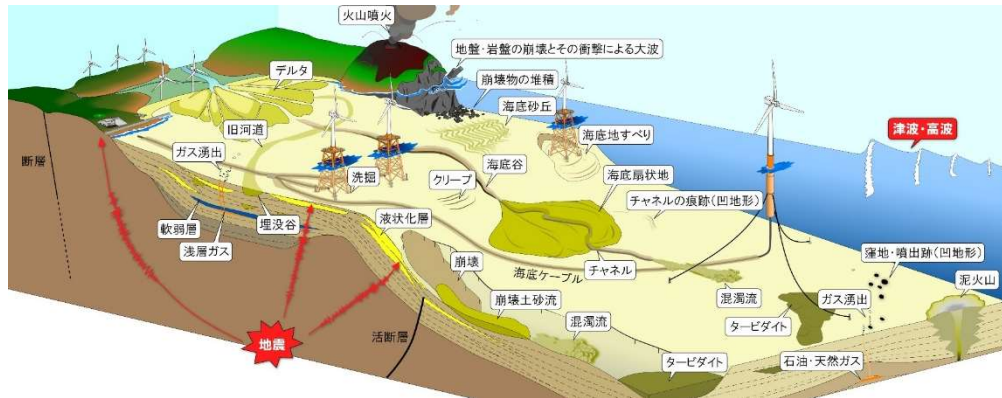 火山噴火
地盤・岩盤の崩壊とその衝撃による大波
デルタ
崩壊物の堆積
海底砂丘
旧河道
海底地すべり
津波・高波
断層
ガス湧出
海底谷
海底扇状地
洗掘
クリープ
チャネルの痕跡(凹地形)
軟弱層
埋没谷
液状化層
浅層ガス
崩壊
海底ケーブル
チャネル
窪地・噴出跡(凹地形)
泥火山
崩壊土砂流
混濁流
ガス湧出
タービダイト
混濁流
地震
活断層
タービダイト
石油・天然ガス